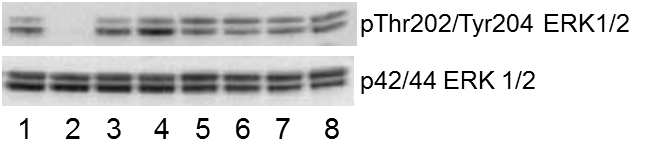 pThr202/Tyr204 ERK1/2
p42/44 ERK 1/2
1 2 3 4 5 6 7 8